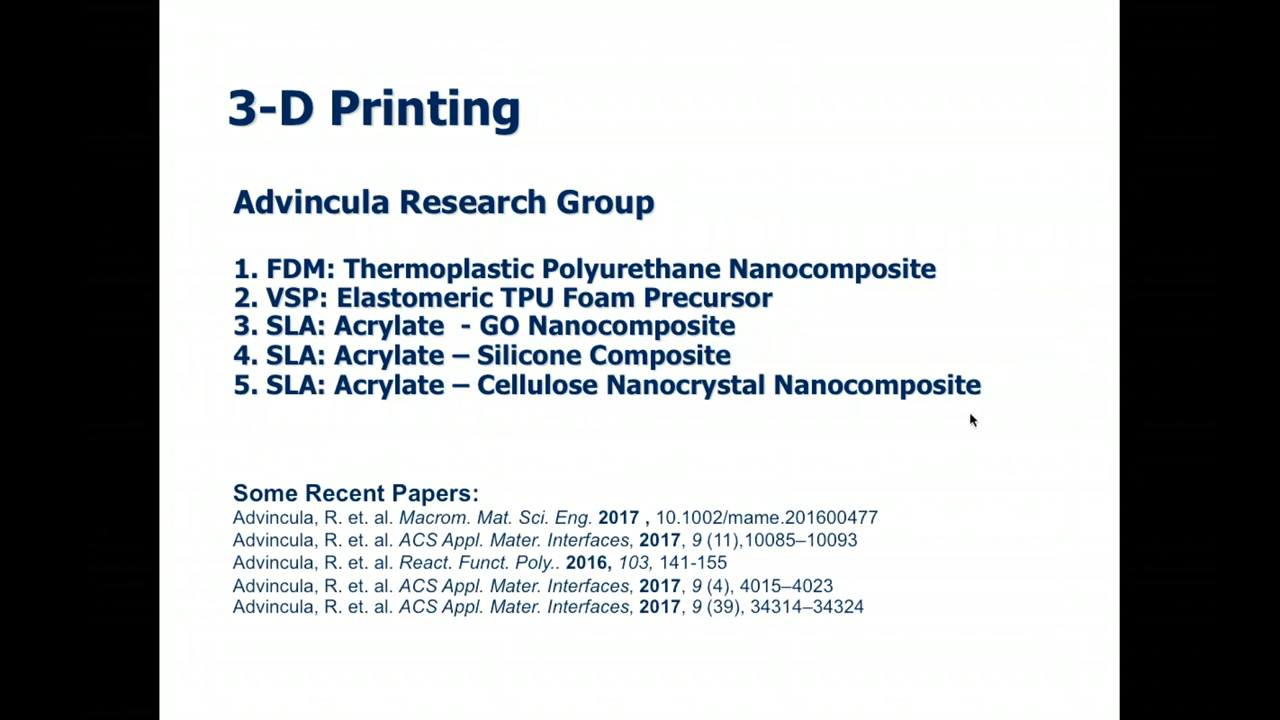 3-D Printing
Advincula Research Group
1. FDM: Thermoplastic Polyurethane Nanocomposite
2. VSP: Elastomeric TPU Foam Precursor
3. SLA: Acrylate - GO Nanocomposite
4. SLA: Acrylate – Silicone Composite
5. SLA: Acrylate – Cellulose Nanocrystal Nanocomposite
Some Recent Papers:
Advincula, R. et. al. Macrom. Mat. Sci. Eng. 2017 , 10.1002/mame.201600477
Advincula, R. et. al. ACS Appl. Mater. Interfaces, 2017, 9 (11),10085–10093
Advincula, R. et. al. React. Funct. Poly.. 2016, 103, 141-155
Advincula, R. et. al. ACS Appl. Mater. Interfaces, 2017, 9 (4), 4015–4023
Advincula, R. et. al. ACS Appl. Mater. Interfaces, 2017, 9 (39), 34314–34324